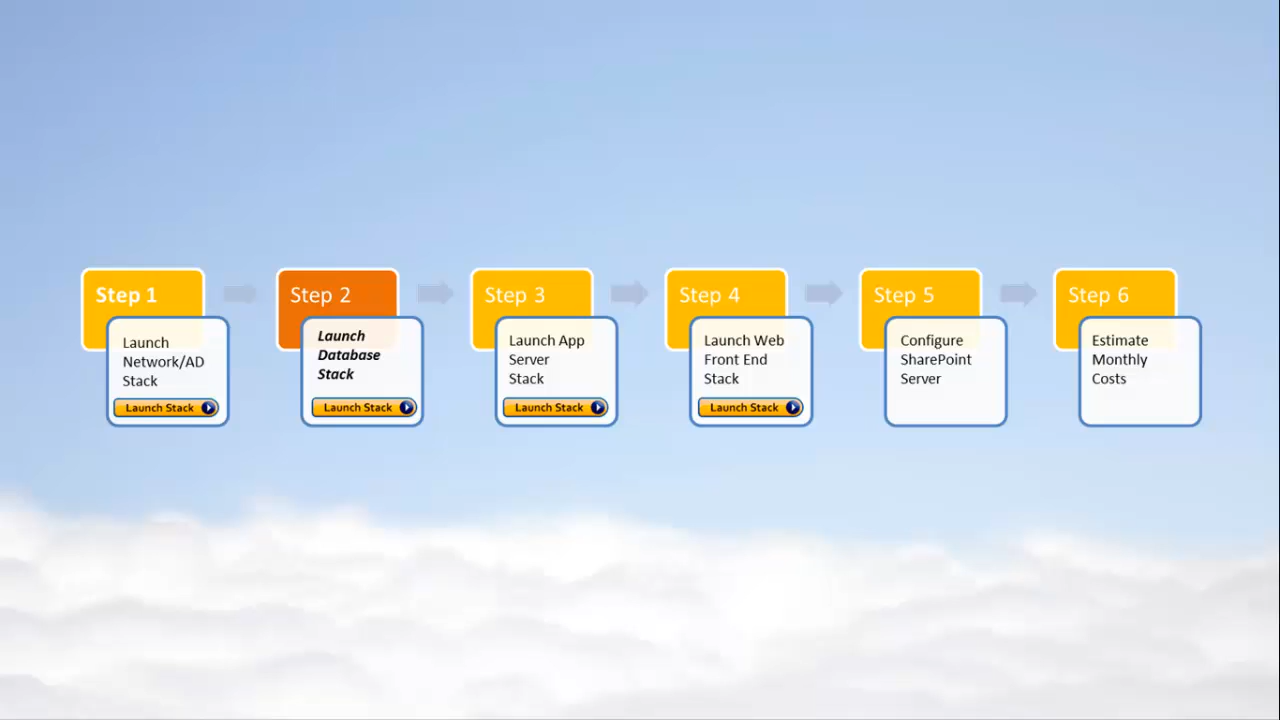 Step 1
Launch
Network/AD
Stack
Launch Stack
Step 2
Launch
Database
Stack
Launch Stack
Step 3
Launch App
Server
Stack
Launch Stack
Step 4
Launch Web
Front End
Stack
Launch Stack
Step 5
Configure
SharePoint
Server
Step 6
Estimate
Monthly
Costs